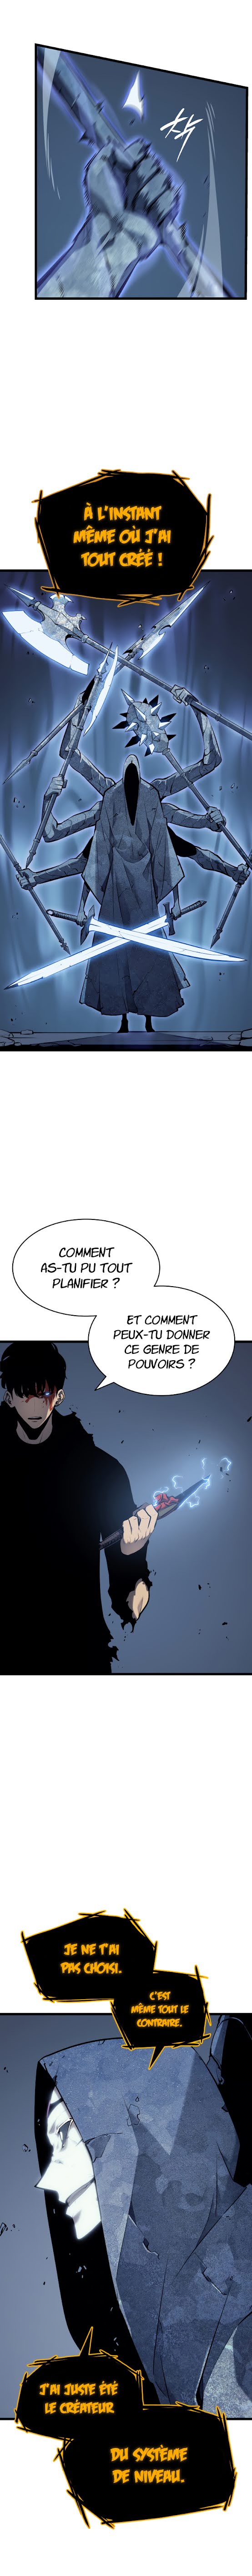 À L'INSTANT
MÊME OÙ J'AI
TOUT CRÉÉ !
COMMENT
AS-TU PU TOUT
PLANIFIER ?
ET COMMENT
PEUX-TU DONNER
CE GENRE DE
POUVOIRS ?
JE NE T'AI
PAS CHOISI.
C'EST
MÊME TOUT LE
CONTRAIRE.
J'AI JUSTE ÉTÉ
LE CRÉATEUR
DU SYSTÈME
DE NIVEAU.